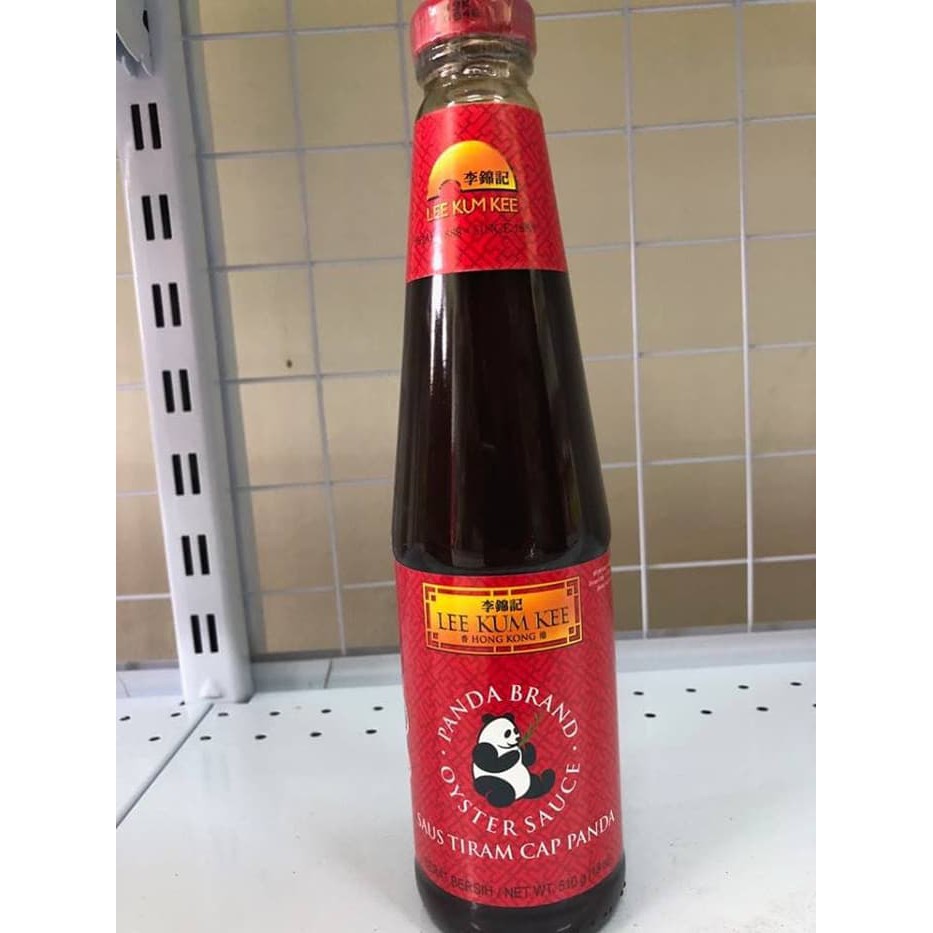 李錦記
LEE KUM KEE
李錦記
LEE KUM KEE
香 HONG KONG 港
PANDA BRAND
OYSTER SAUCE
SAUS TIRAM CAP PANDA
BERSIH / NET WT. 510 g